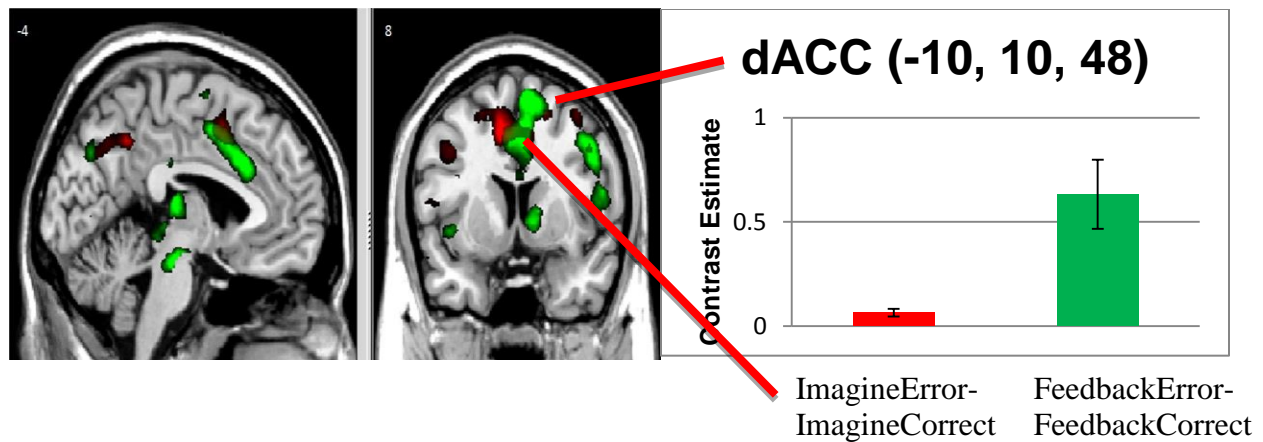 -4
8
dACC (-10, 10, 48)
Contrast Estimate
1
0.5
0
ImagineError-
ImagineCorrect
FeedbackError-
FeedbackCorrect